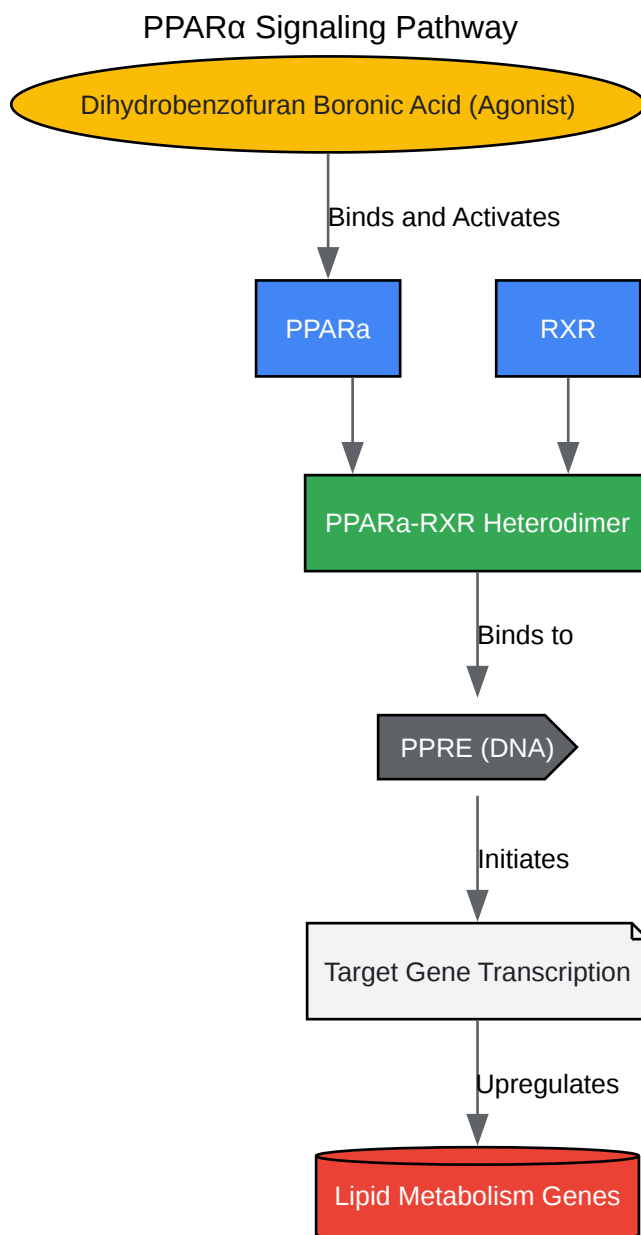 PPARα Signaling Pathway
Dihydrobenzofuran Boronic Acid (Agonist)
Binds and Activates
PPARa
RXR
PPARa-RXR Heterodimer
Binds to
PPRE (DNA)
Initiates
Target Gene Transcription
Upregulates
Lipid Metabolism Genes